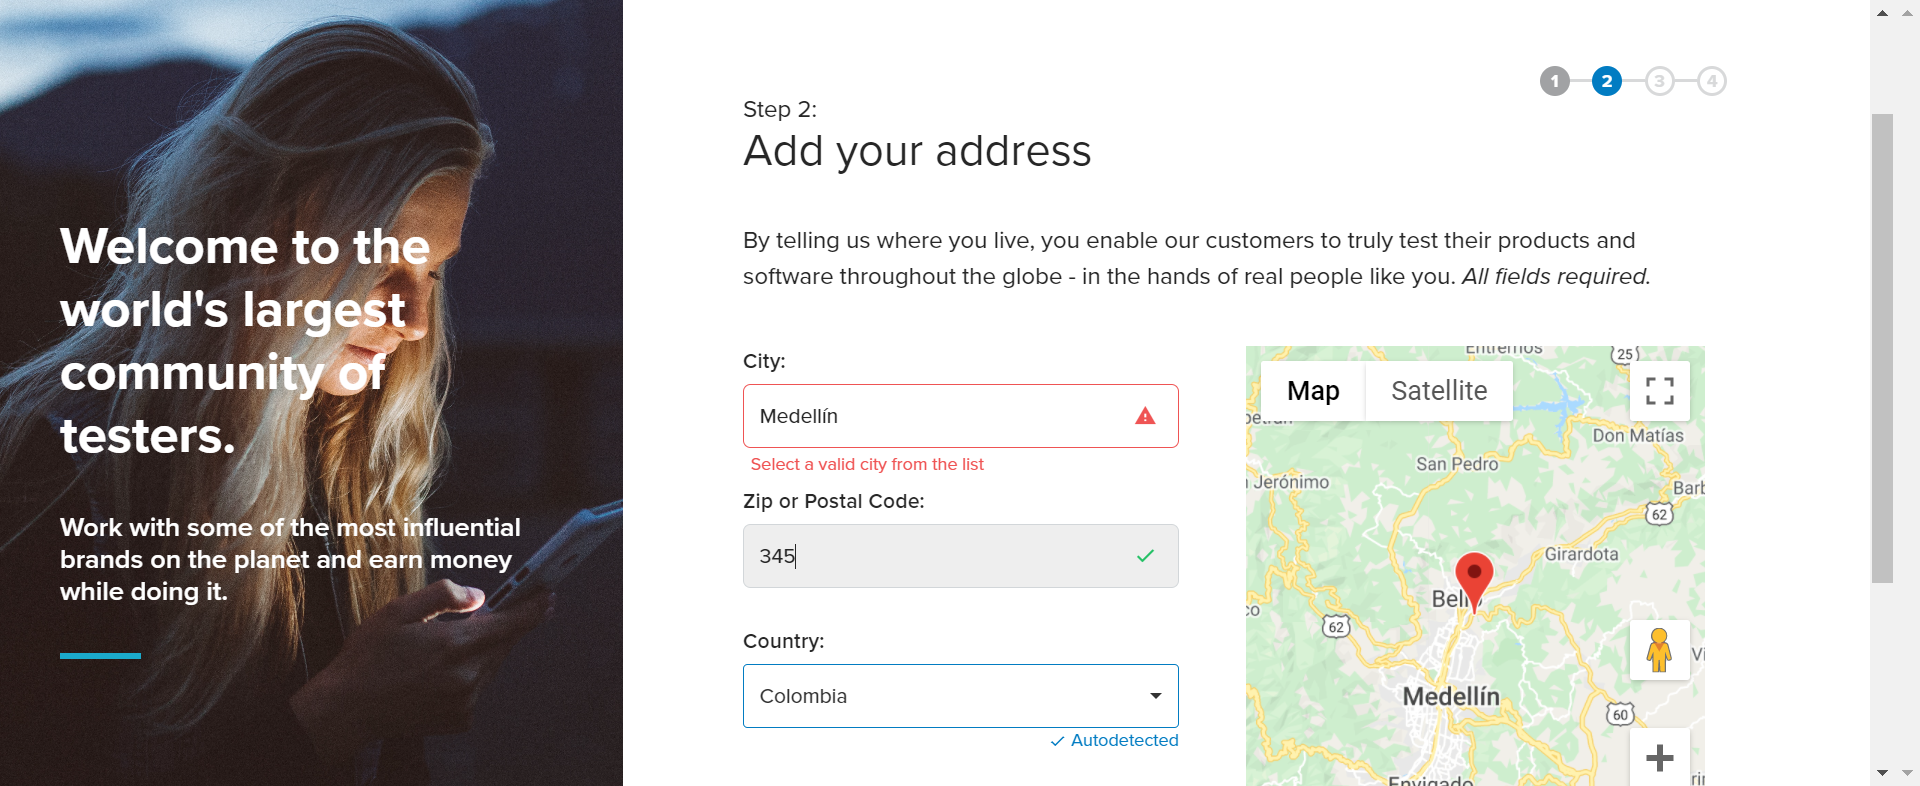 Welcome to the
world's largest
community of
testers.
Work with some of the most influential
brands on the planet and earn money
while doing it.
1
2
3
4
Step 2:
Add your address
By telling us where you live, you enable our customers to truly test their products and
software throughout the globe - in the hands of real people like you. All fields required.
City:
Medellín
Select a valid city from the list
Zip or Postal Code:
345
Country:
Colombia
Autodetected
Map
Satellite
Entrerríos
25
Don Matías
San Pedro
Jerónimo
Barb
62
Girardota
Bello
62
Medellín
60
Envigado